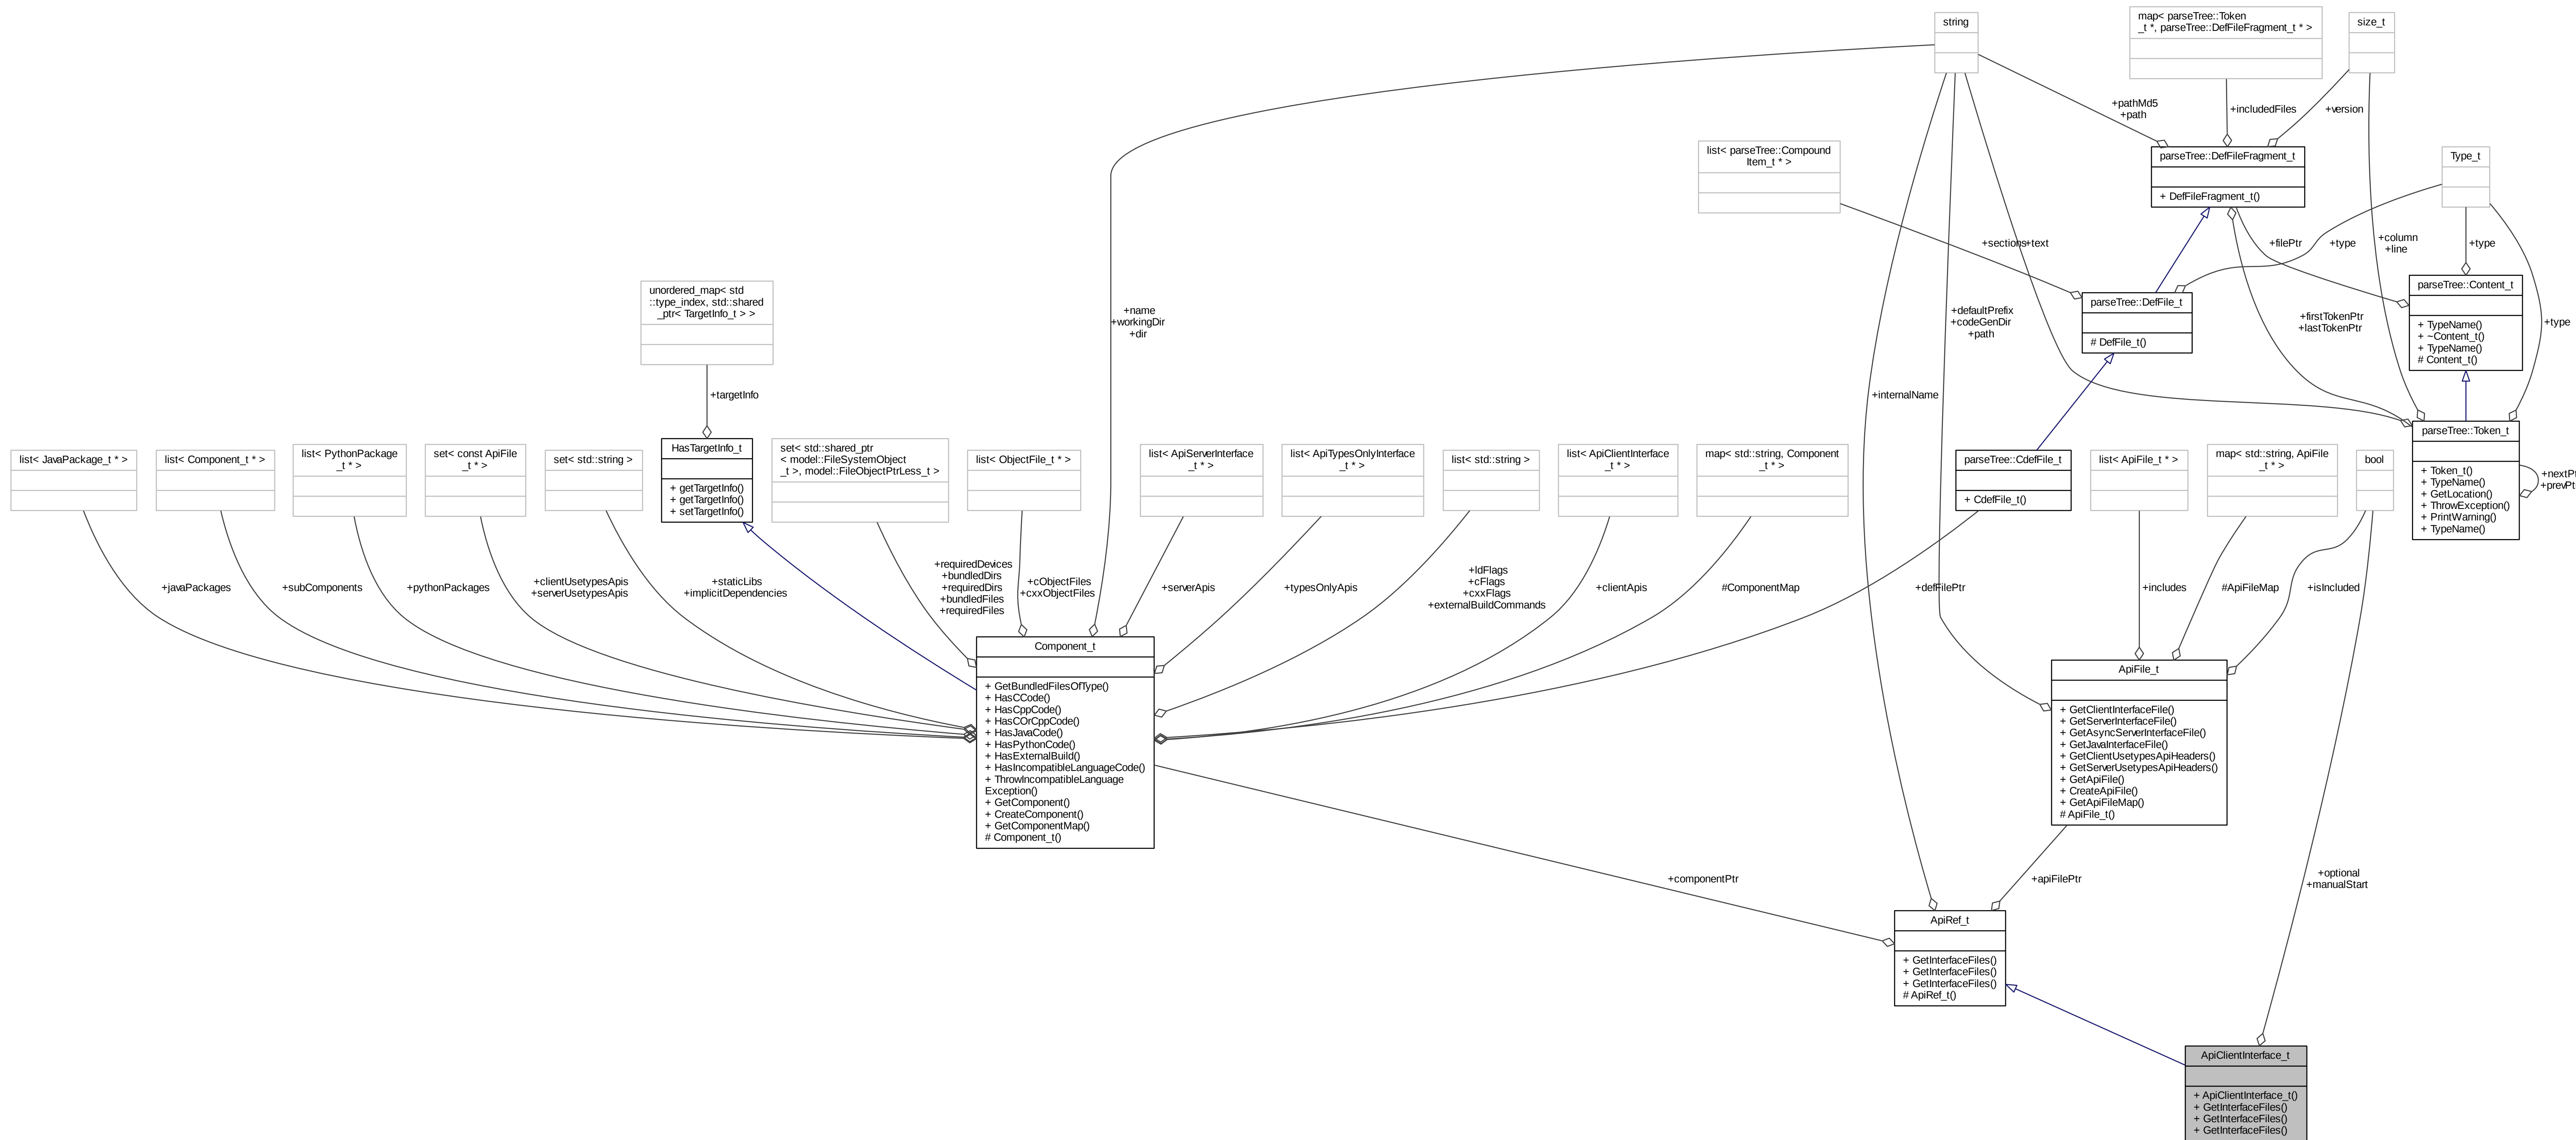 string
map< parseTree::Token
_t *, parseTree::DefFileFragment_t * >
size_t
+pathMd5
+path
+includedFiles
+version
list< parseTree::Compound
Item_t * >
parseTree::DefFileFragment_t
+ DefFileFragment_t()
Type_t
+sections
+text
+filePtr
+type
+column
+line
+type
unordered_map< std
::type_index, std::shared
_ptr< TargetInfo_t > >
+name
+workingDir
+dir
+defaultPrefix
+codeGenDir
+path
parseTree::DefFile_t
# DefFile_t()
+firstTokenPtr
+lastTokenPtr
parseTree::Content_t
+ TypeName()
+ ~Content_t()
+ TypeName()
# Content_t()
+type
+targetInfo
+internalName
list< JavaPackage_t * >
list< Component_t * >
list< PythonPackage
_t * >
set< const ApiFile
_t * >
set< std::string >
HasTargetInfo_t
+ getTargetInfo()
+ getTargetInfo()
+ setTargetInfo()
set< std::shared_ptr
< model::FileSystemObject
_t >, model::FileObjectPtrLess_t >
list< ObjectFile_t * >
list< ApiServerInterface
_t * >
list< ApiTypesOnlyInterface
_t * >
list< std::string >
list< ApiClientInterface
_t * >
map< std::string, Component
_t * >
parseTree::CdefFile_t
+ CdefFile_t()
list< ApiFile_t * >
map< std::string, ApiFile
_t * >
bool
parseTree::Token_t
+ Token_t()
+ TypeName()
+ GetLocation()
+ ThrowException()
+ PrintWarning()
+ TypeName()
+javaPackages
+subComponents
+pythonPackages
+clientUsetypesApis
+serverUsetypesApis
+staticLibs
+implicitDependencies
+requiredDevices
+bundledDirs
+requiredDirs
+bundledFiles
+requiredFiles
+cObjectFiles
+cxxObjectFiles
+serverApis
+typesOnlyApis
+ldFlags
+cFlags
+cxxFlags
+externalBuildCommands
+clientApis
#ComponentMap
+defFilePtr
+includes
#ApiFileMap
+isIncluded
Component_t
+ GetBundledFilesOfType()
+ HasCCode()
+ HasCppCode()
+ HasCOrCppCode()
+ HasJavaCode()
+ HasPythonCode()
+ HasExternalBuild()
+ HasIncompatibleLanguageCode()
+ ThrowIncompatibleLanguage
Exception()
+ GetComponent()
+ CreateComponent()
+ GetComponentMap()
# Component_t()
ApiFile_t
+ GetClientInterfaceFile()
+ GetServerInterfaceFile()
+ GetAsyncServerInterfaceFile()
+ GetJavaInterfaceFile()
+ GetClientUsetypesApiHeaders()
+ GetServerUsetypesApiHeaders()
+ GetApiFile()
+ CreateApiFile()
+ GetApiFileMap()
# ApiFile_t()
+componentPtr
+apiFilePtr
+optional
+manualStart
ApiRef_t
+ GetInterfaceFiles()
+ GetInterfaceFiles()
+ GetInterfaceFiles()
# ApiRef_t()
ApiClientInterface_t
+ ApiClientInterface_t()
+ GetInterfaceFiles()
+ GetInterfaceFiles()
+ GetInterfaceFiles()